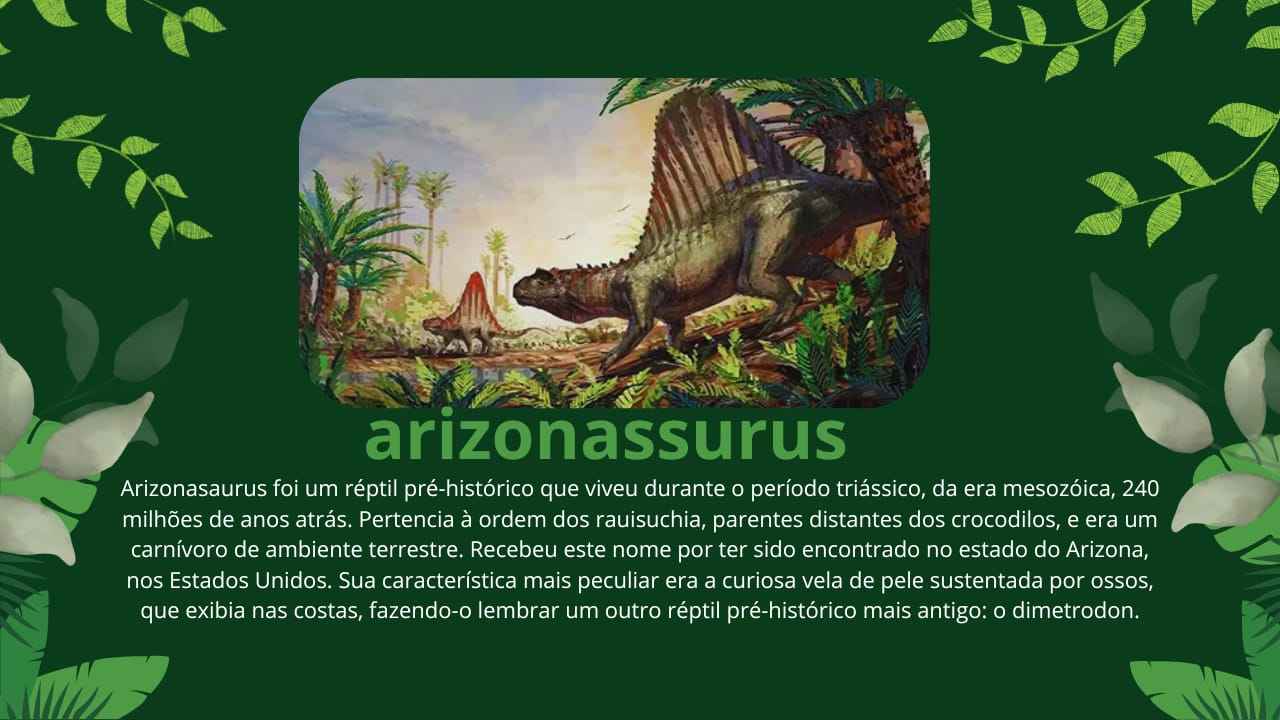 arizonassurus
Arizonasaurus foi um réptil pré-histórico que viveu durante o período triássico, da era mesozóica, 240
milhões de anos atrás. Pertencia à ordem dos rauisuchia, parentes distantes dos crocodilos, e era um
carnívoro de ambiente terrestre. Recebeu este nome por ter sido encontrado no estado do Arizona,
nos Estados Unidos. Sua característica mais peculiar era a curiosa vela de pele sustentada por ossos,
que exibia nas costas, fazendo-o lembrar um outro réptil pré-histórico mais antigo: o dimetrodon.